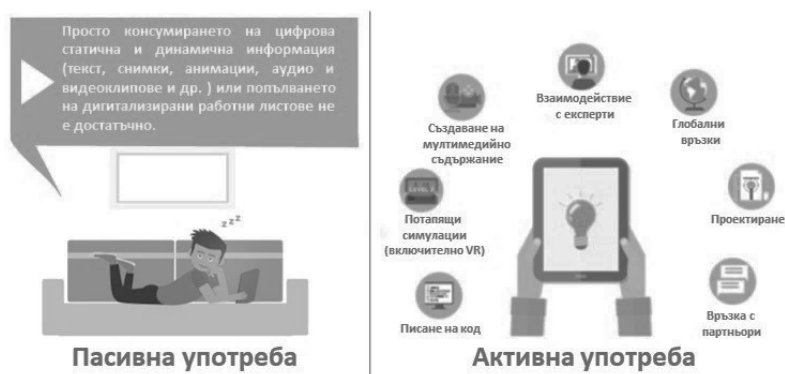 Просто консумирането на цифрова
статична и динамична информация
(текст, снимки, анимации, аудио и
видеоклипове и др. ) или попълването
на дигитализирани работни листове не
е достатъчно.
zzz
Пасивна употреба
Взаимодействие
с експерти
Създаване на
мултимедийно
съдържание
Глобални
връзки
LEVEL
Потапящи
симулации
(включително VR)
Проектиране
Писане на код
Връзка с
партньори
Активна употреба